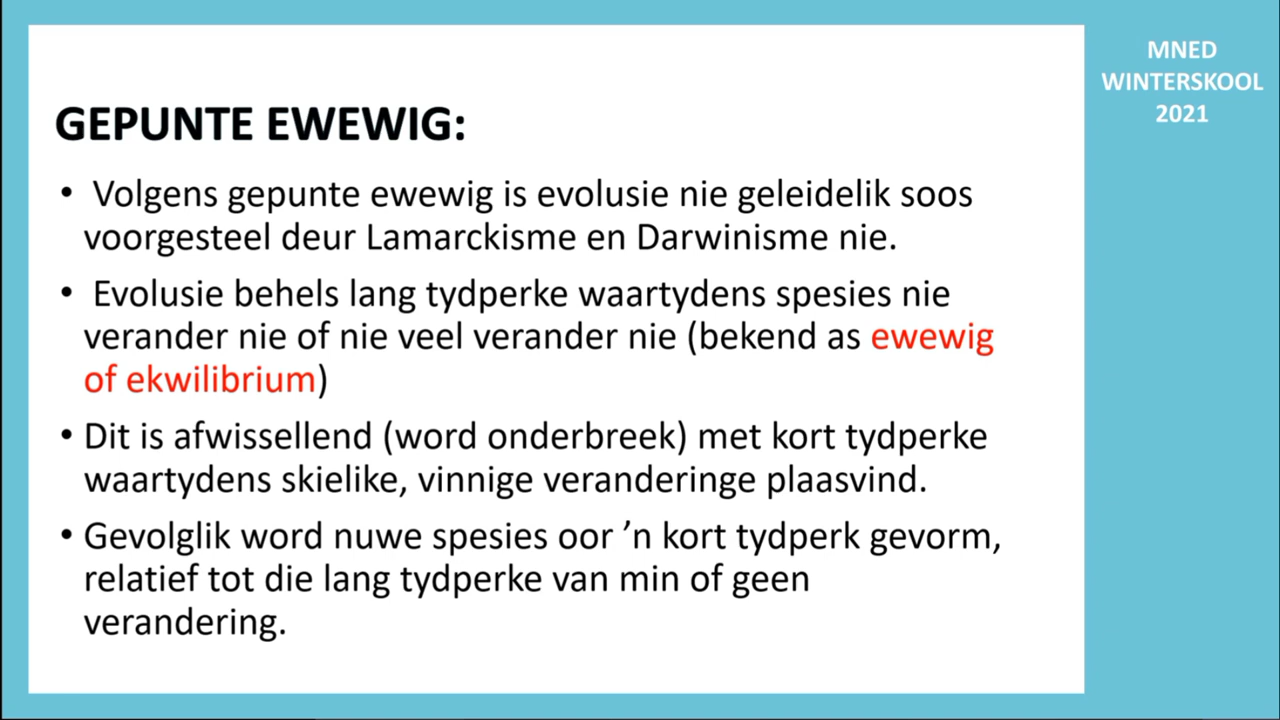 GEPUNTE EWEWIG:
• Volgens gepunte ewewig is evolusie nie geleidelik soos
voorgesteel deur Lamarckisme en Darwinisme nie.
• Evolusie behels lang tydperke waartydens spesies nie
verander nie of nie veel verander nie (bekend as ewewig
of ekwilibrium)
• Dit is afwissellend (word onderbreek) met kort tydperke
waartydens skielike, vinnige veranderinge plaasvind.
• Gevolglik word nuwe spesies oor ’n kort tydperk gevorm,
relatief tot die lang tydperke van min of geen
verandering.
MNED
WINTERSKOOL
2021